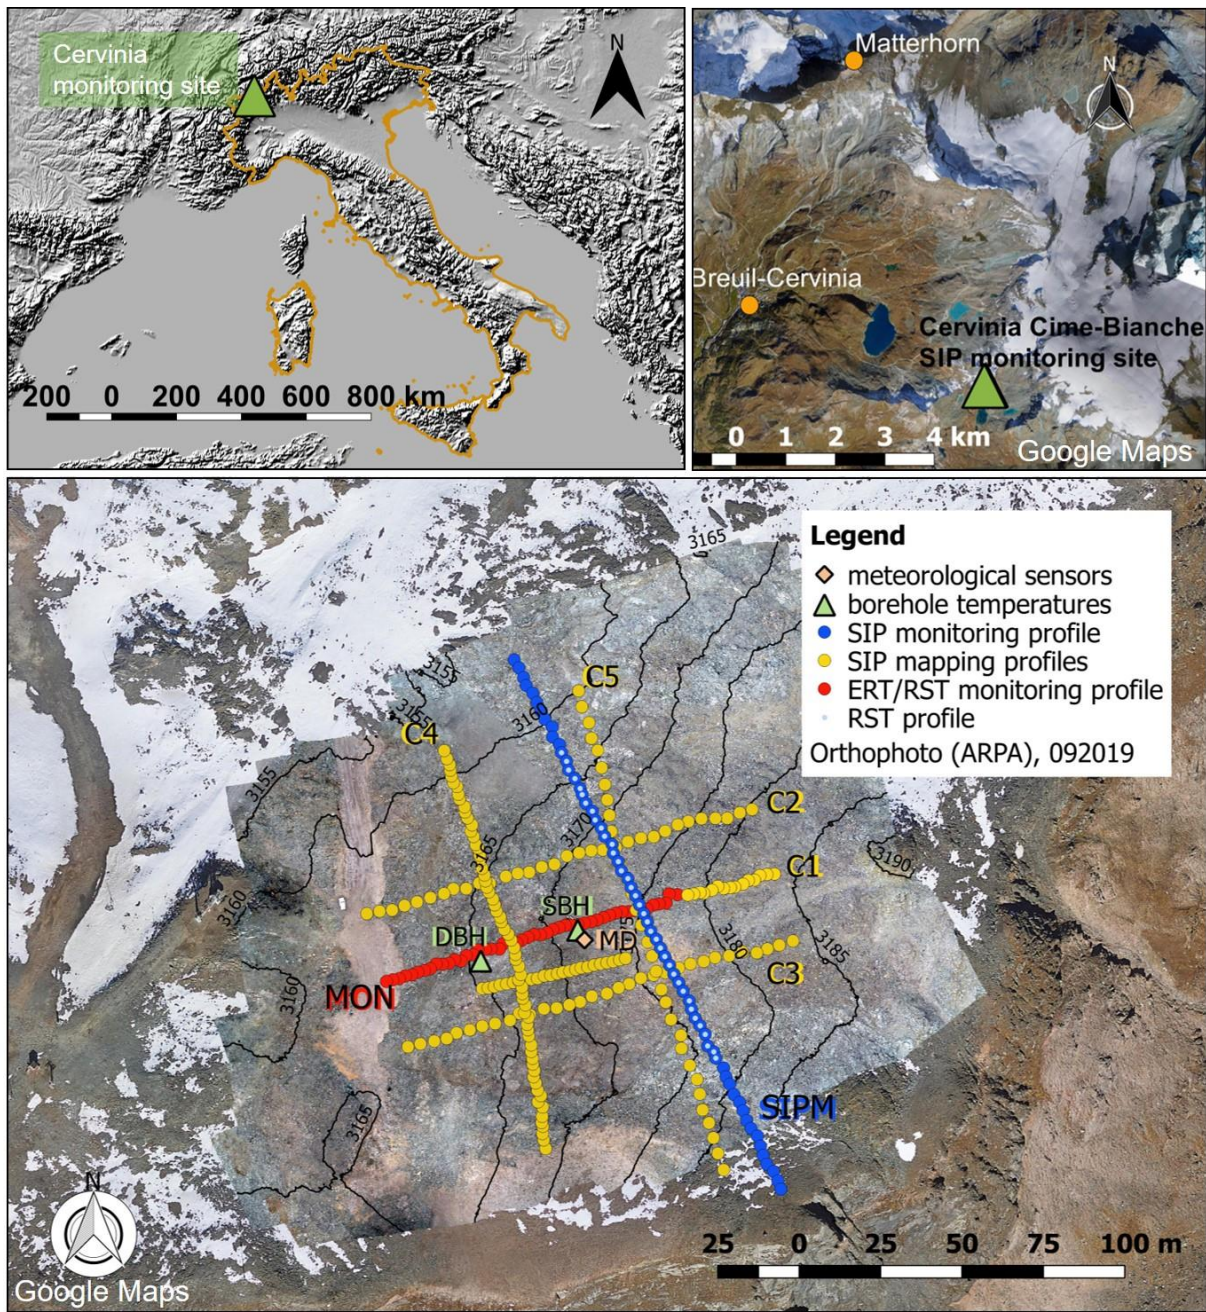 Cervinia
monitoring site
N
200 0 200 400 600 800 km
Matterhorn
N
Breuil-Cervinia
Cervinia Cime-Bianche
SIP monitoring site
0 1 2 3 4 km
Google Maps
Legend
meteorological sensors
borehole temperatures
SIP monitoring profile
SIP mapping profiles
ERT/RST monitoring profile
RST profile
Orthophoto (ARPA), 092019
3165
3155
C5
3160
3155
C4
3155
C2
3170
3165
C1
3190
3160
SBH
DBH
MD
3180
3185
C3
3160
MON
SIPM
3165
N
25 0 25 50 75 100 m
Google Maps